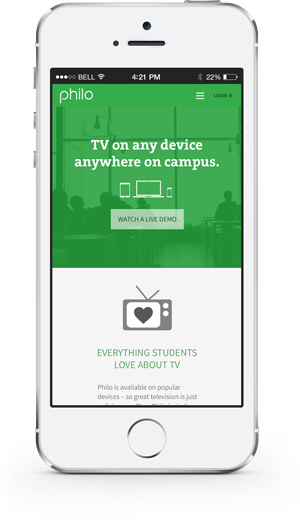 BELL 4:21 PM 22%
philo LOGIN
TV on any device
anywhere on campus.
WATCH A LIVE DEMO
EVERYTHING STUDENTS
LOVE ABOUT TV
Philo is available on popular
devices – so great television is just